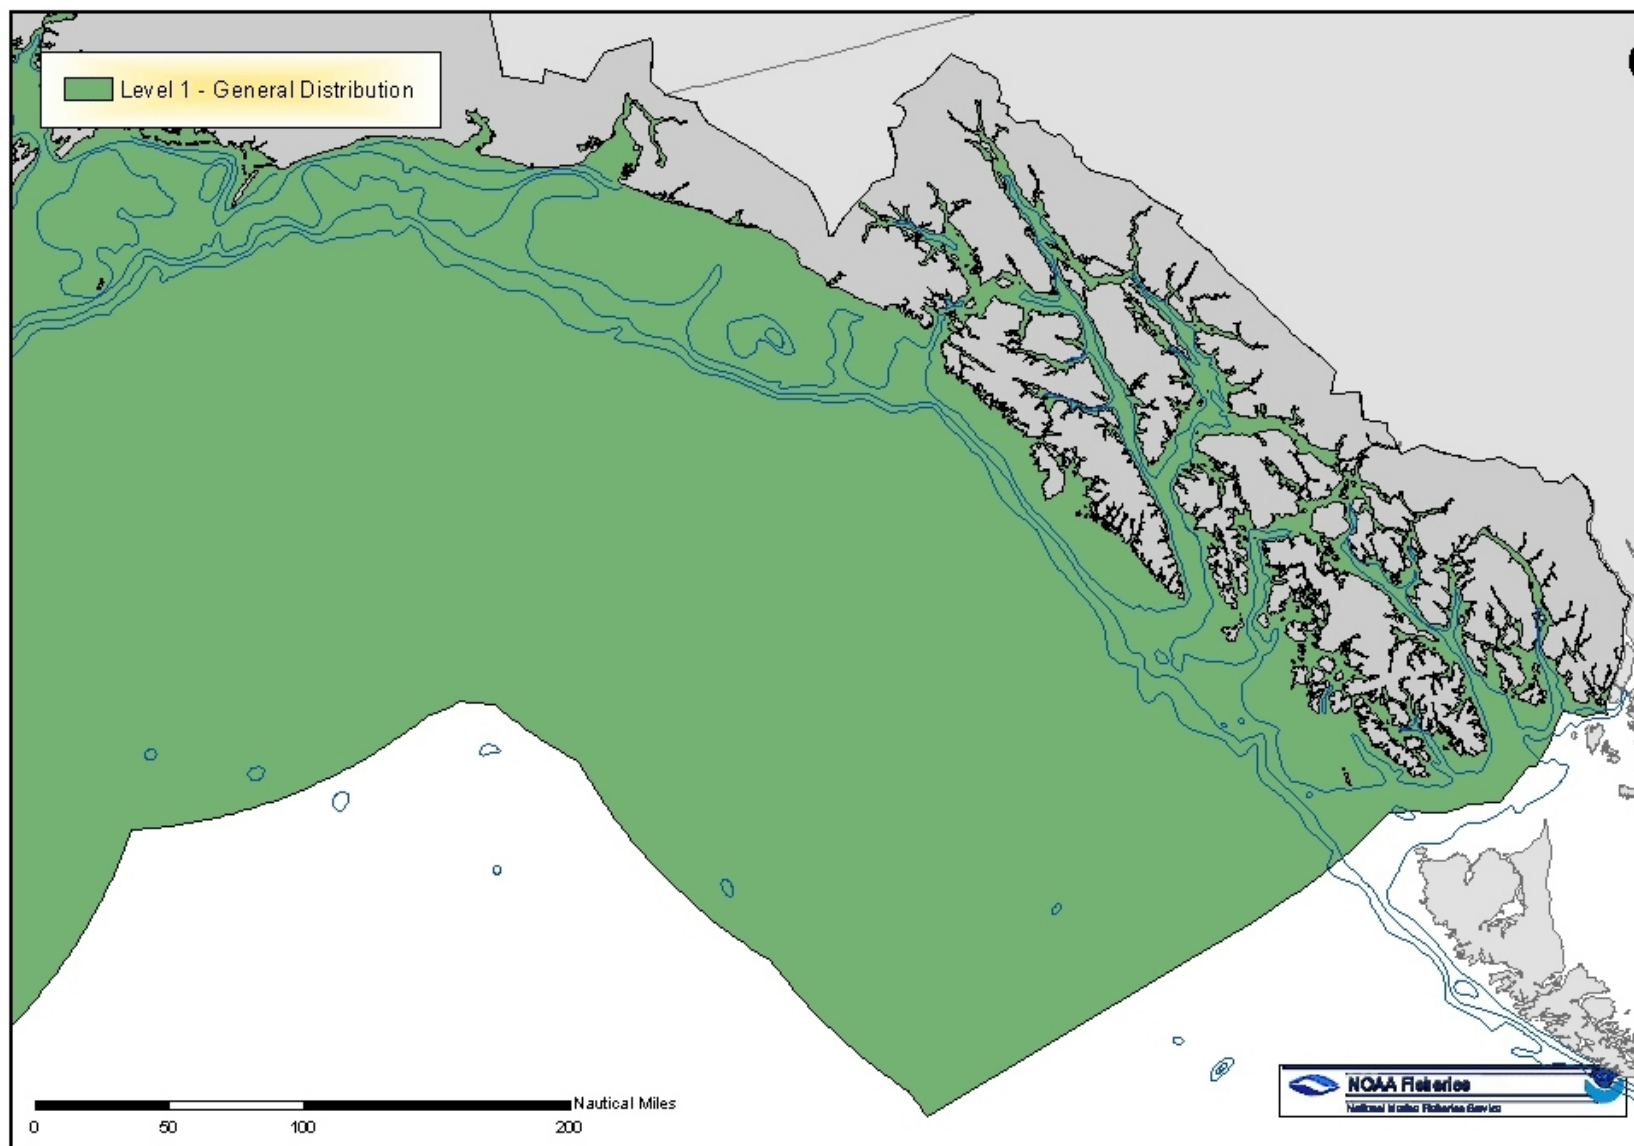 Level 1 - General Distribution
Nautical Miles
0 50 100 200
NOAA Fisheries
National Marine Fisheries Service